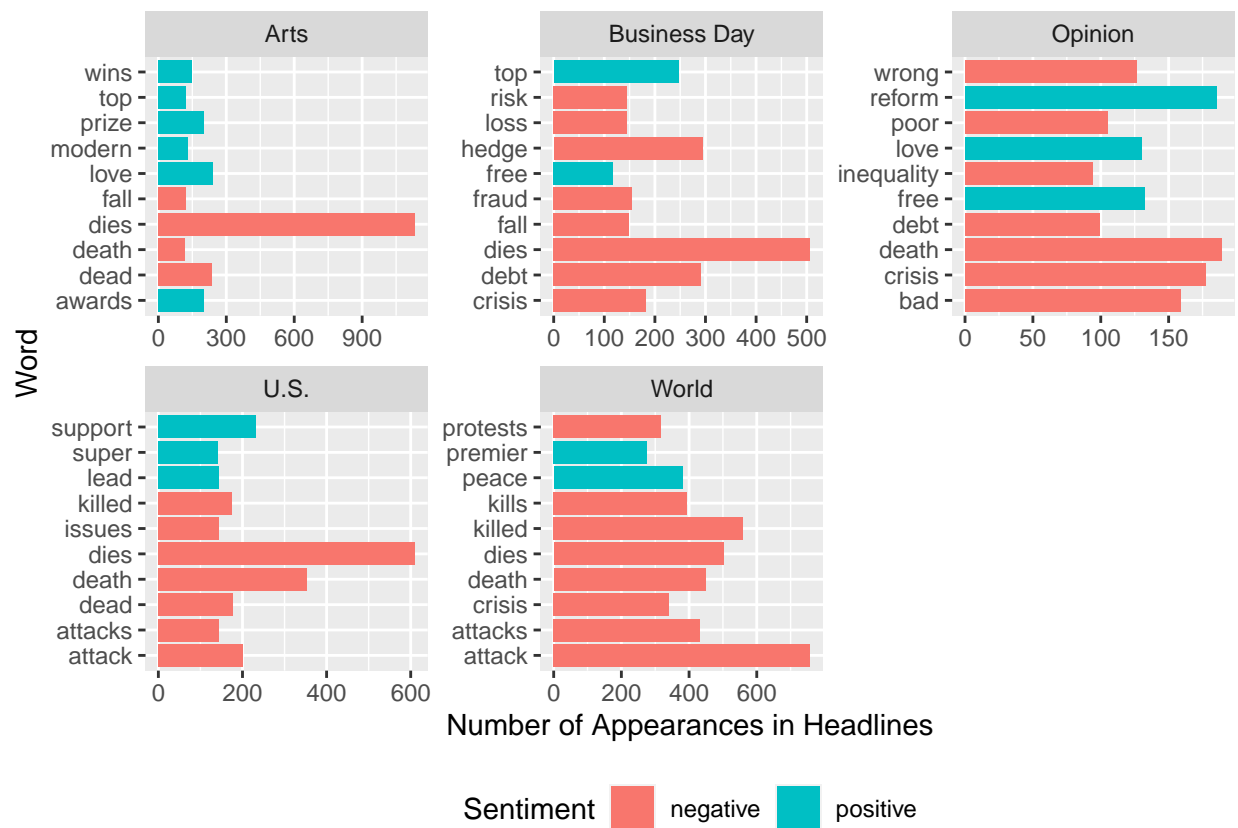 Arts
Business Day
Opinion
wins
top
prize
modern
love
fall
dies
death
dead
awards
0 300 600 900
top
risk
loss
hedge
free
fraud
fall
dies
debt
crisis
0 100 200 300 400 500
wrong
reform
poor
love
inequality
free
debt
death
crisis
bad
0 50 100 150
Word
U.S.
World
support
super
lead
killed
issues
dies
death
dead
attacks
attack
0 200 400 600
protests
premier
peace
kills
killed
dies
death
crisis
attacks
attack
0 200 400 600
Number of Appearances in Headlines
Sentiment negative positive